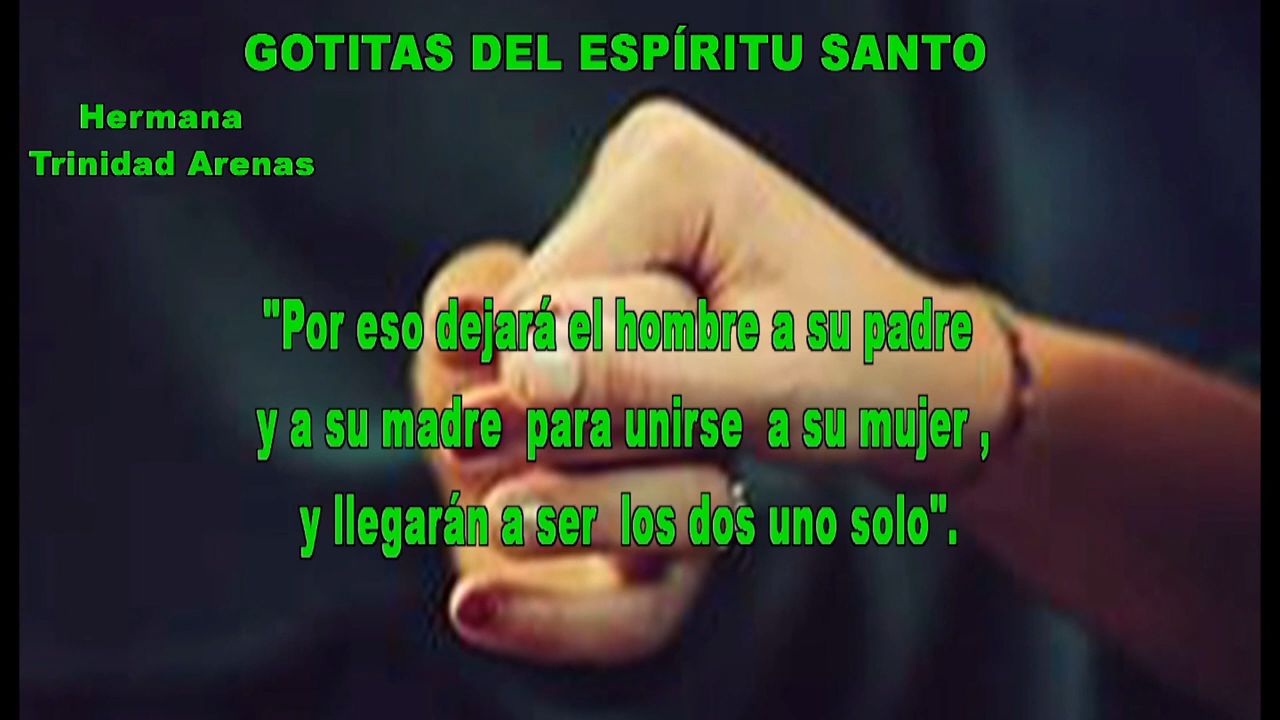 GOTITAS DEL ESPÍRITU SANTO
Hermana
Trinidad Arenas
"Por eso dejará el hombre a su padre
y a su madre para unirse a su mujer ,
y llegarán a ser los dos uno solo".